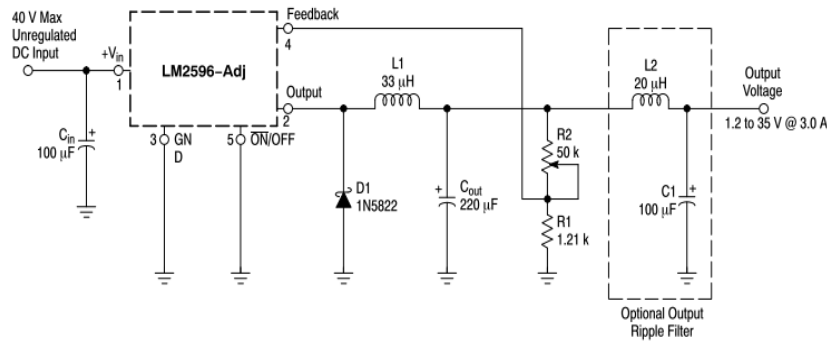 40 V Max
Unregulated
DC Input
+Vin
1
LM2596–Adj
Feedback
4
Output
2
3
GN
D
5
ON/OFF
Cin
100 µF
+
L1
33 µH
D1
1N5822
+
Cout
220 µF
R2
50 k
R1
1.21 k
L2
20 µH
C1
100 µF
+
Output
Voltage
1.2 to 35 V @ 3.0 A
Optional Output
Ripple Filter